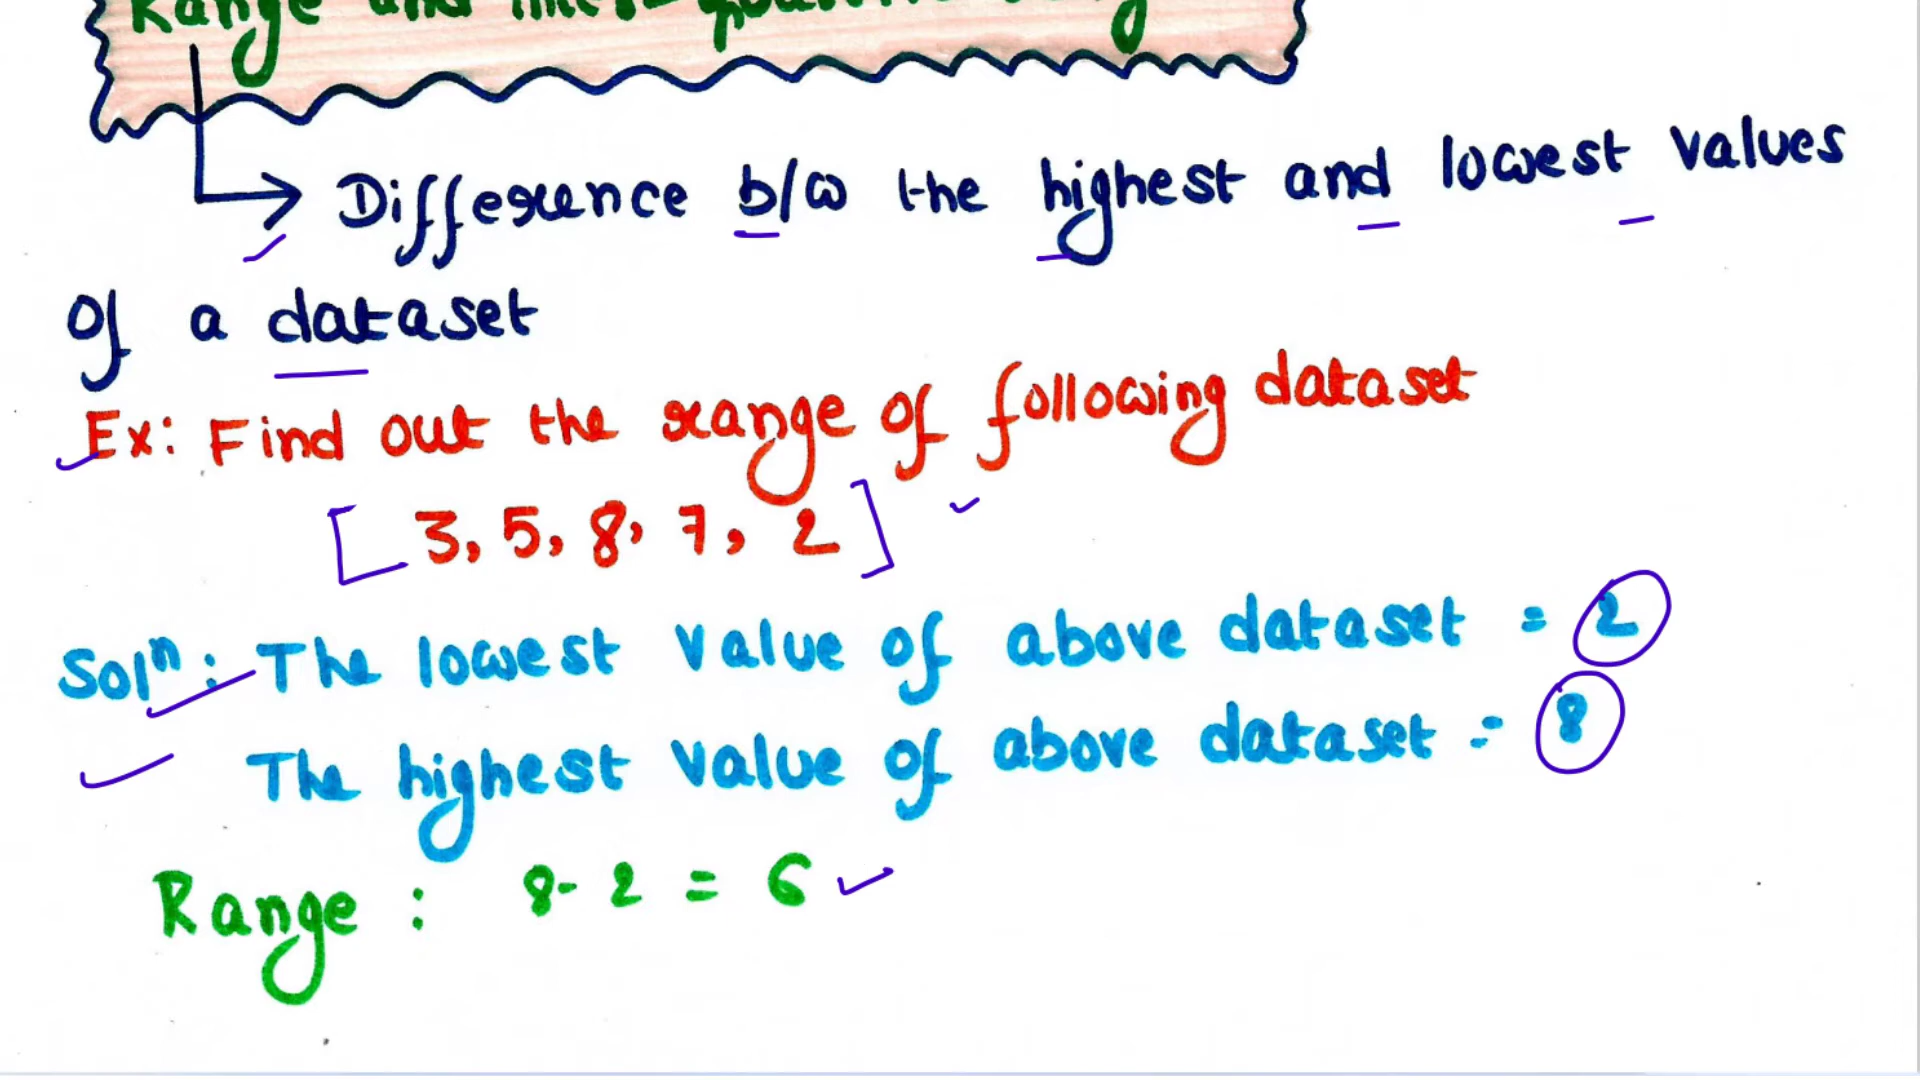 Range and
Difference b/w the highest and lowest values
of a dataset
Ex: Find out the range of following dataset
[3, 5, 8, 7, 2]
Solⁿ: The lowest value of above dataset = 2
The highest value of above dataset = 8
Range : 8 - 2 = 6